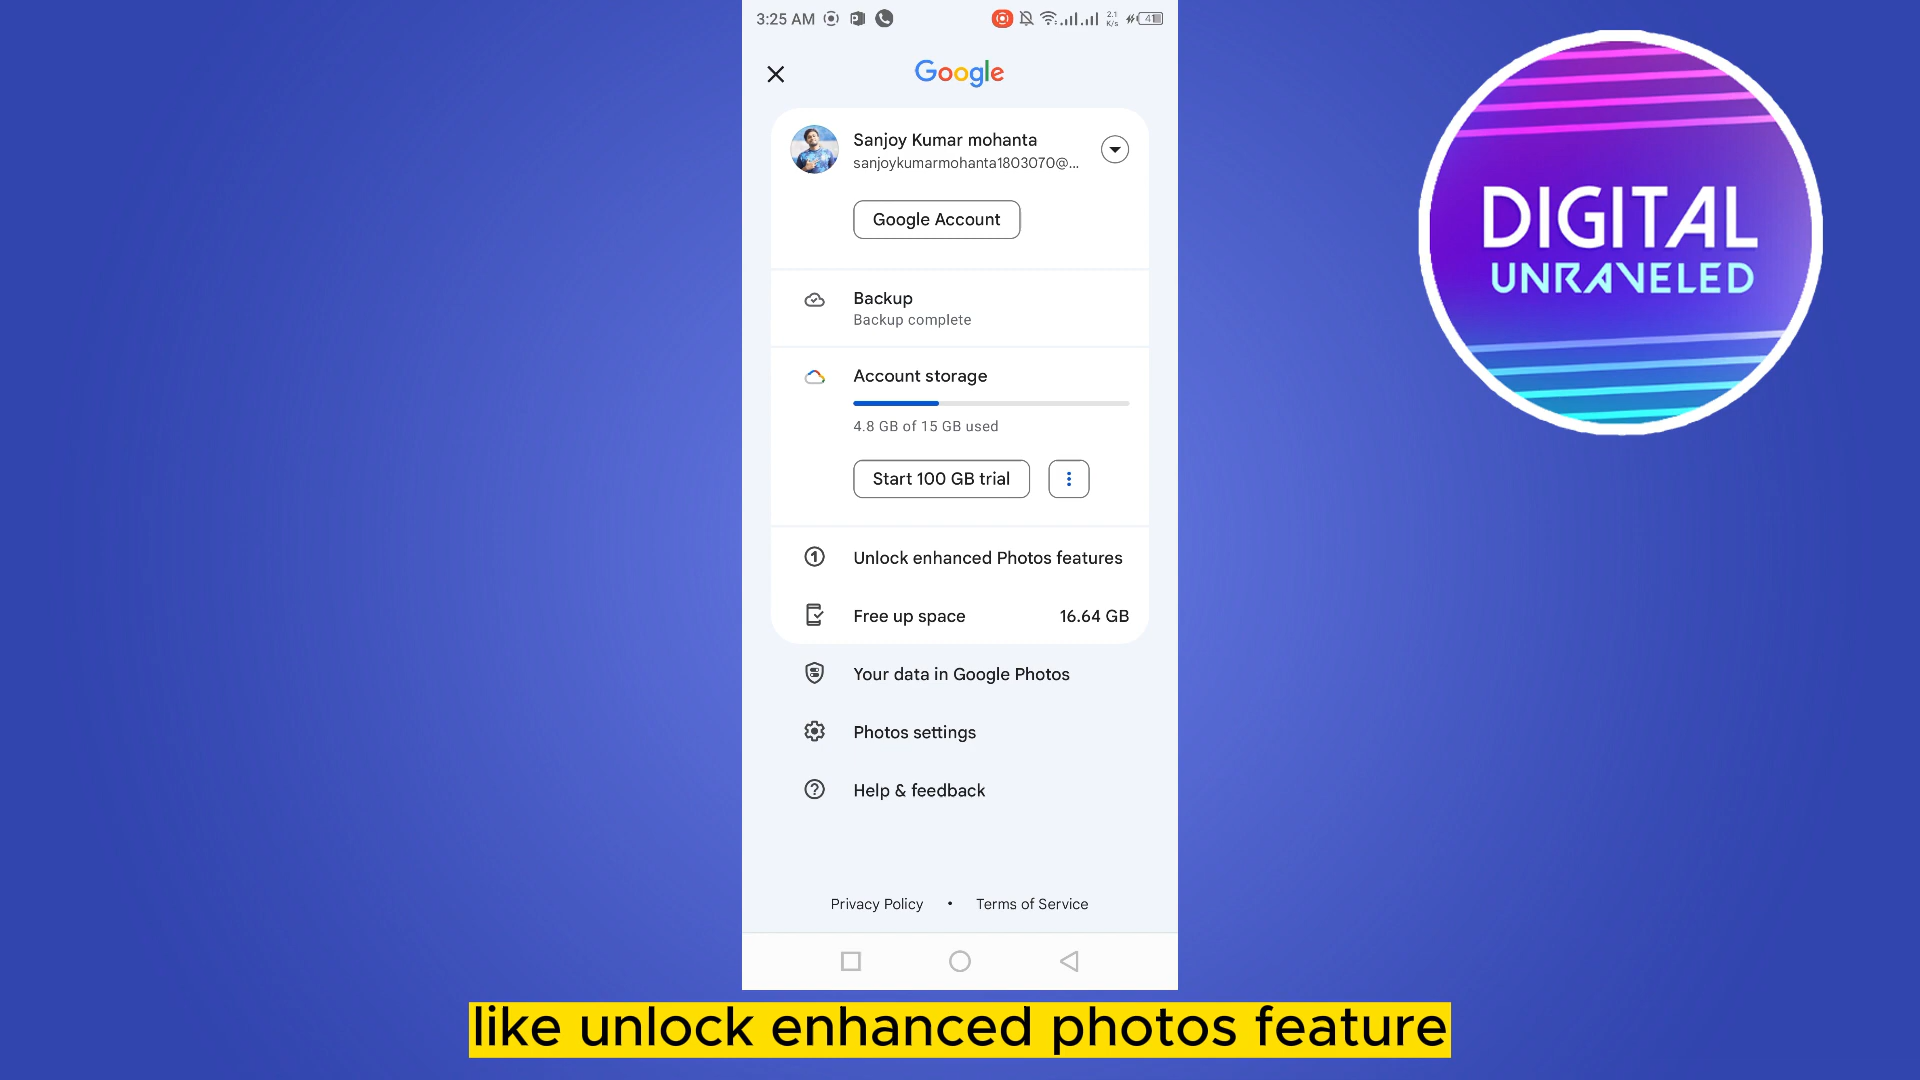 3:25 AM
2.1
K/s
41
Google
Sanjoy Kumar mohanta
sanjoykumarmohanta1803070@...
Google Account
Backup
Backup complete
Account storage
4.8 GB of 15 GB used
Start 100 GB trial
Unlock enhanced Photos features
Free up space 16.64 GB
Your data in Google Photos
Photos settings
Help & feedback
Privacy Policy • Terms of Service
DIGITAL
UNRAVELED
like unlock enhanced photos feature